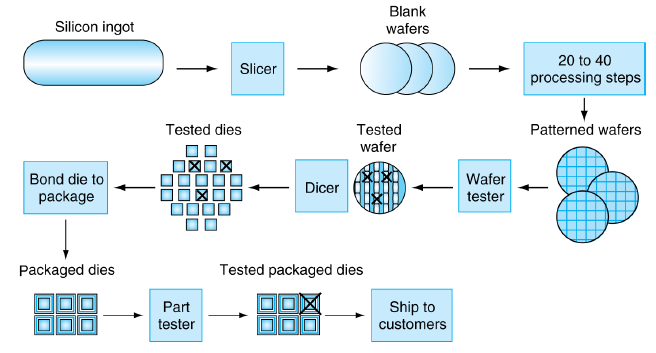 Silicon ingot
Slicer
Blank
wafers
20 to 40
processing steps
Patterned wafers
Wafer
tester
Tested
wafer
Dicer
Tested dies
Bond die to
package
Packaged dies
Part
tester
Tested packaged dies
Ship to
customers